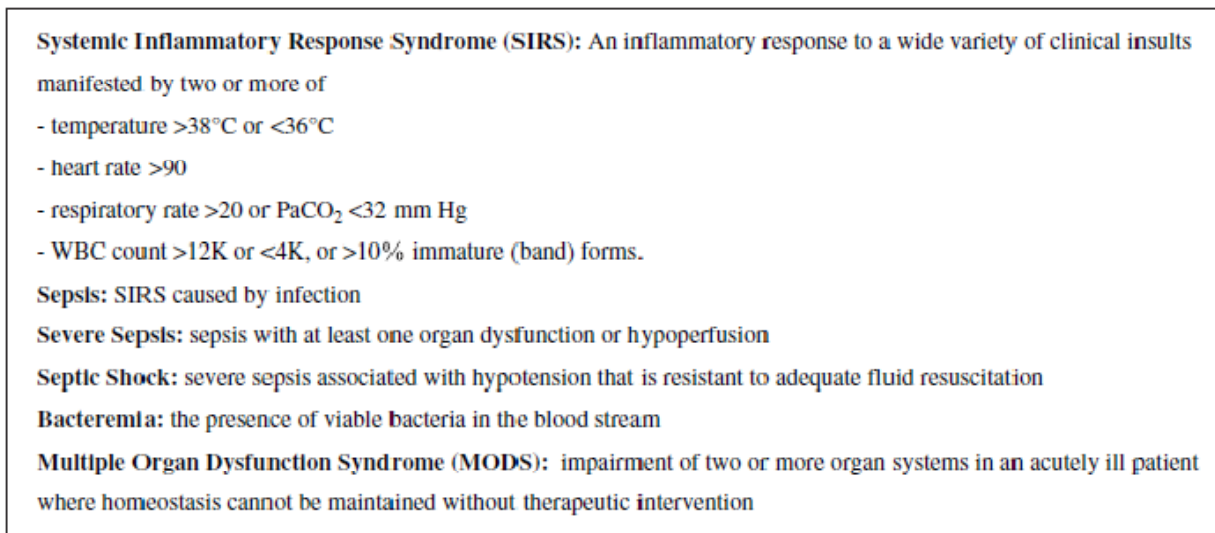 Systemic Inflammatory Response Syndrome (SIRS): An inflammatory response to a wide variety of clinical insults
manifested by two or more of
- temperature >38°C or <36°C
- heart rate >90
- respiratory rate >20 or PaCO₂ <32 mm Hg
- WBC count >12K or <4K, or >10% immature (band) forms.
Sepsis: SIRS caused by infection
Severe Sepsis: sepsis with at least one organ dysfunction or hypoperfusion
Septic Shock: severe sepsis associated with hypotension that is resistant to adequate fluid resuscitation
Bacteremia: the presence of viable bacteria in the blood stream
Multiple Organ Dysfunction Syndrome (MODS): impairment of two or more organ systems in an acutely ill patient
where homeostasis cannot be maintained without therapeutic intervention